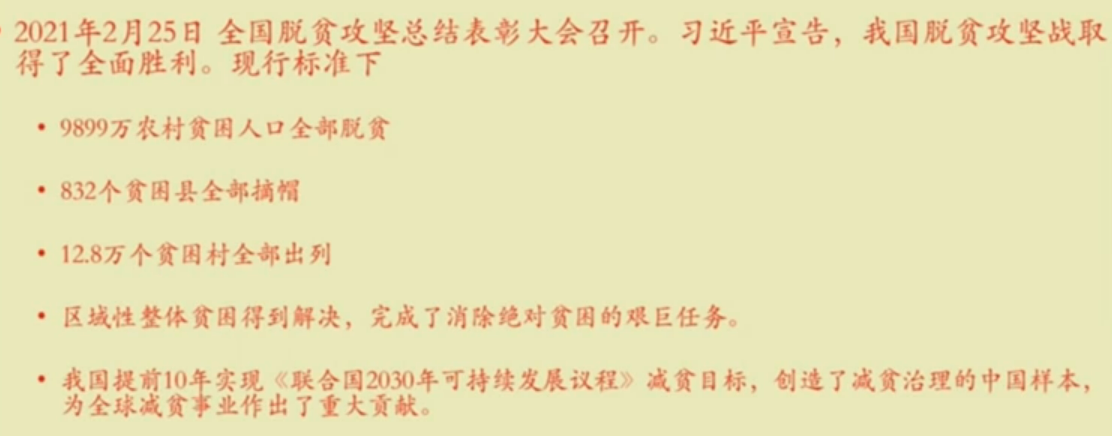 2021年2月25日 全国脱贫攻坚总结表彰大会召开。习近平宣告，我国脱贫攻坚战取
得了全面胜利。现行标准下
• 9899万农村贫困人口全部脱贫
• 832个贫困县全部摘帽
• 12.8万个贫困村全部出列
• 区域性整体贫困得到解决，完成了消除绝对贫困的艰巨任务。
• 我国提前10年实现《联合国2030年可持续发展议程》减贫目标，创造了减贫治理的中国样本，
为全球减贫事业作出了重大贡献。